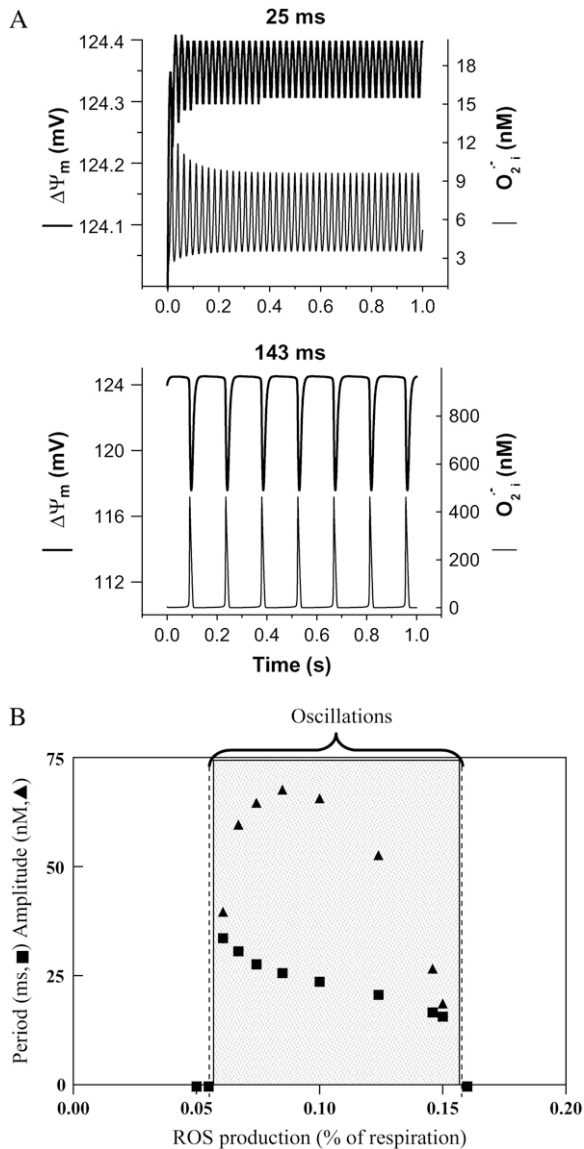 A
25 ms
124.4
124.3
124.2
124.1
ΔΨm (mV)
18
15
12
9
6
3
O2·-i (nM)
0.0 0.2 0.4 0.6 0.8 1.0
143 ms
124
120
116
112
ΔΨm (mV)
800
600
400
200
0
O2·-i (nM)
0.0 0.2 0.4 0.6 0.8 1.0
Time (s)
B
Oscillations
75
50
25
0
Period (ms,■) Amplitude (nM,▲)
0.00 0.05 0.10 0.15 0.20
ROS production (% of respiration)